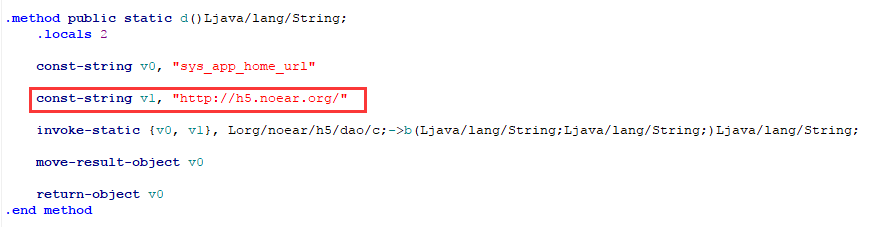 .method public static d()Ljava/lang/String;
.locals 2
const-string v0, "sys_app_home_url"
const-string v1, "http://h5.noear.org/"
invoke-static {v0, v1}, Lorg/noear/h5/dao/c;->b(Ljava/lang/String;Ljava/lang/String;)Ljava/lang/String;
move-result-object v0
return-object v0
.end method